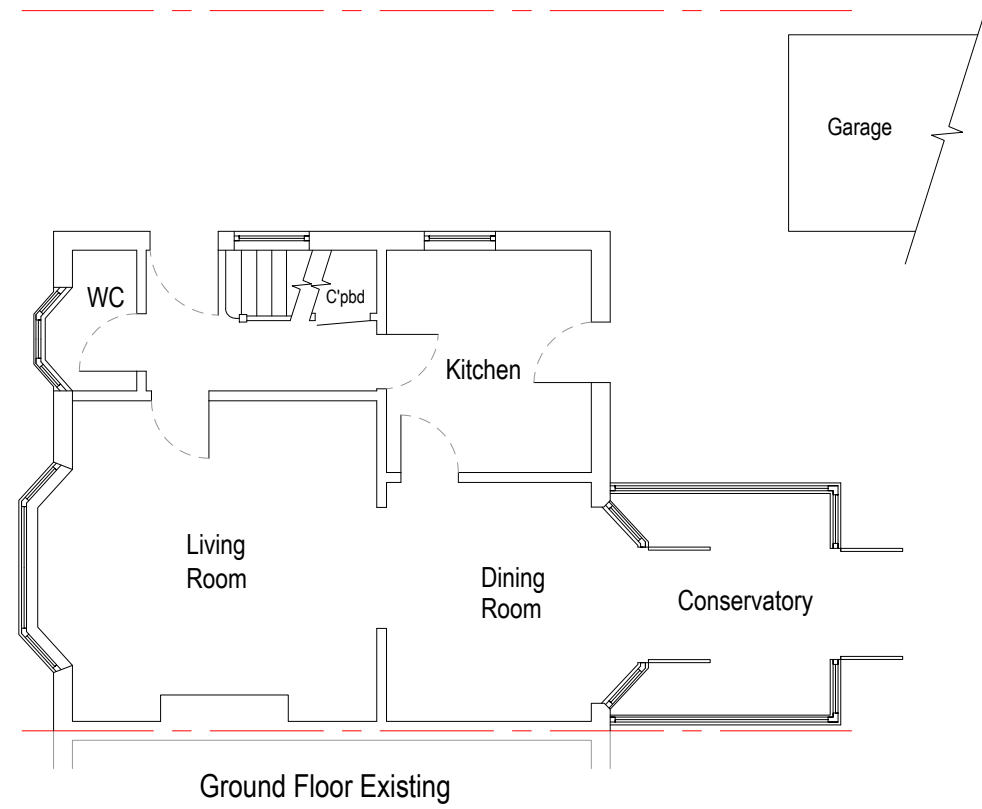 Garage
WC
C'pbd
Kitchen
Living
Room
Dining
Room
Conservatory
Ground Floor Existing